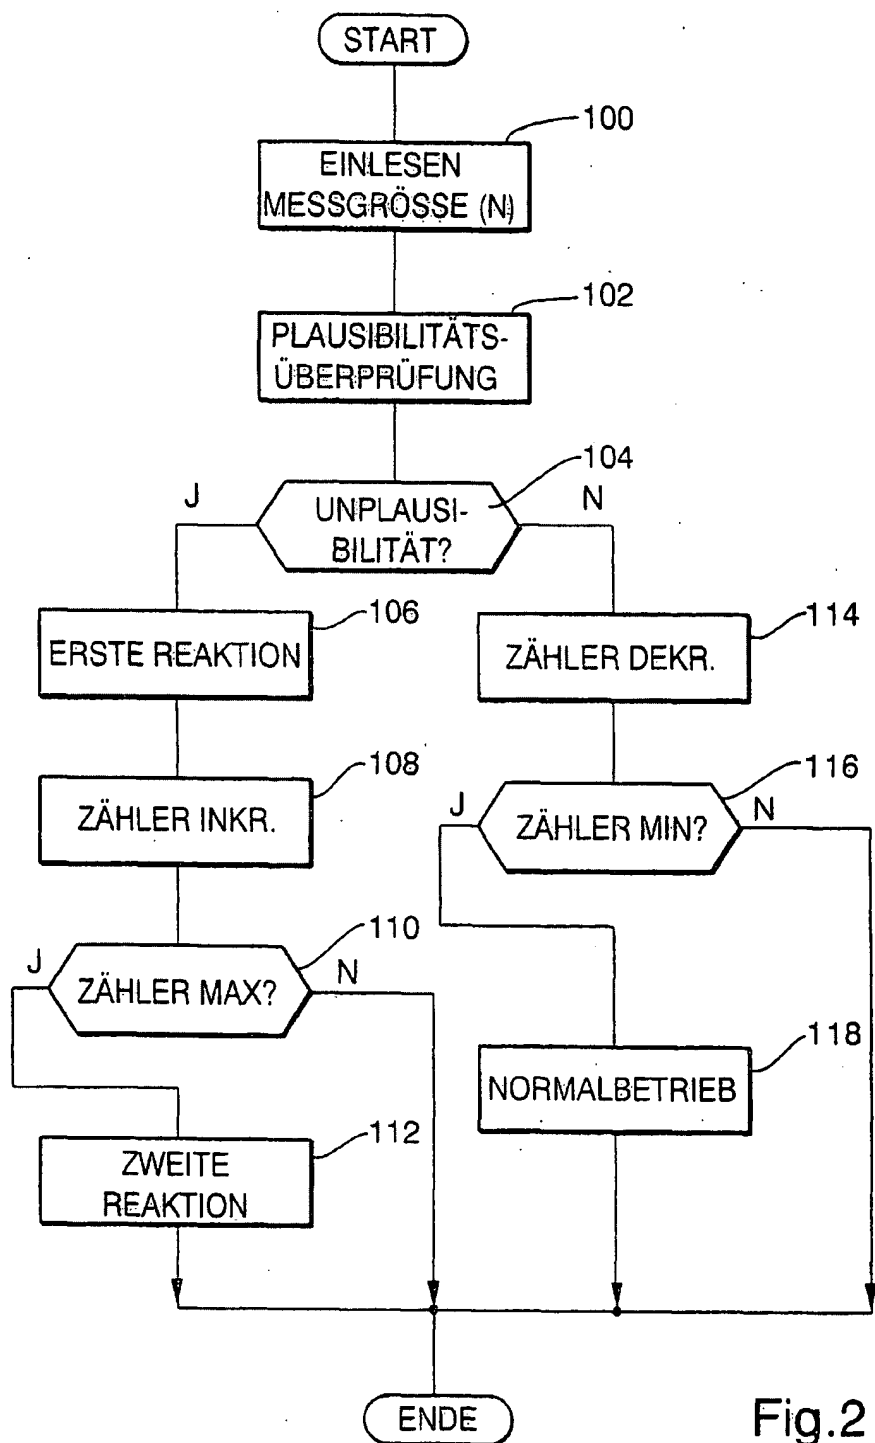 START
100
EINLESEN
MESSGRÖSSE (N)
102
PLAUSIBILITÄTS-
ÜBERPRÜFUNG
104
J
UNPLAUSI-
BILITÄT?
N
106
ERSTE REAKTION
114
ZÄHLER DEKR.
108
ZÄHLER INKR.
116
J
ZÄHLER MIN?
N
110
J
ZÄHLER MAX?
N
118
NORMALBETRIEB
112
ZWEITE
REAKTION
ENDE
Fig.2